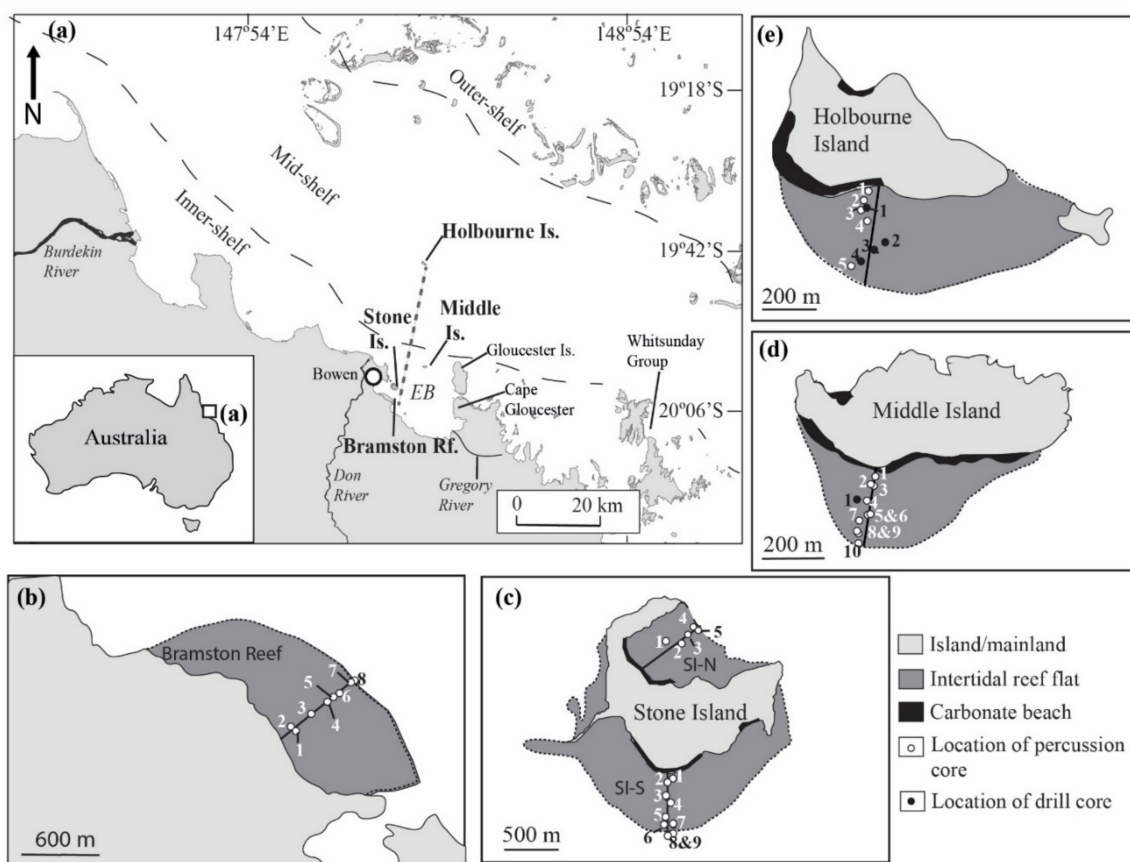 (a)
147°54'E
148°54'E
N
Outer-shelf
19°18'S
Mid-shelf
Inner-shelf
Burdekin
River
Holbourne Is.
19°42'S
Stone
Is.
Middle
Is.
Gloucester Is.
Whitsunday
Group
Bowen
EB
Cape
Gloucester
20°06'S
Bramston Rf.
Don
River
Gregory
River
0 20 km
(a)
Australia
(e)
Holbourne
Island
1
2
3
1
4
3
2
4
5
200 m
(d)
Middle Island
1
2
3
1
4
7
5&6
8&9
10
200 m
(b)
Bramston Reef
7
8
5
6
3
4
2
1
600 m
(c)
4
1
5
2
3
SI-N
Stone Island
SI-S
2
1
3
4
5
7
6
8&9
500 m
Island/mainland
Intertidal reef flat
Carbonate beach
Location of percussion
core
Location of drill core